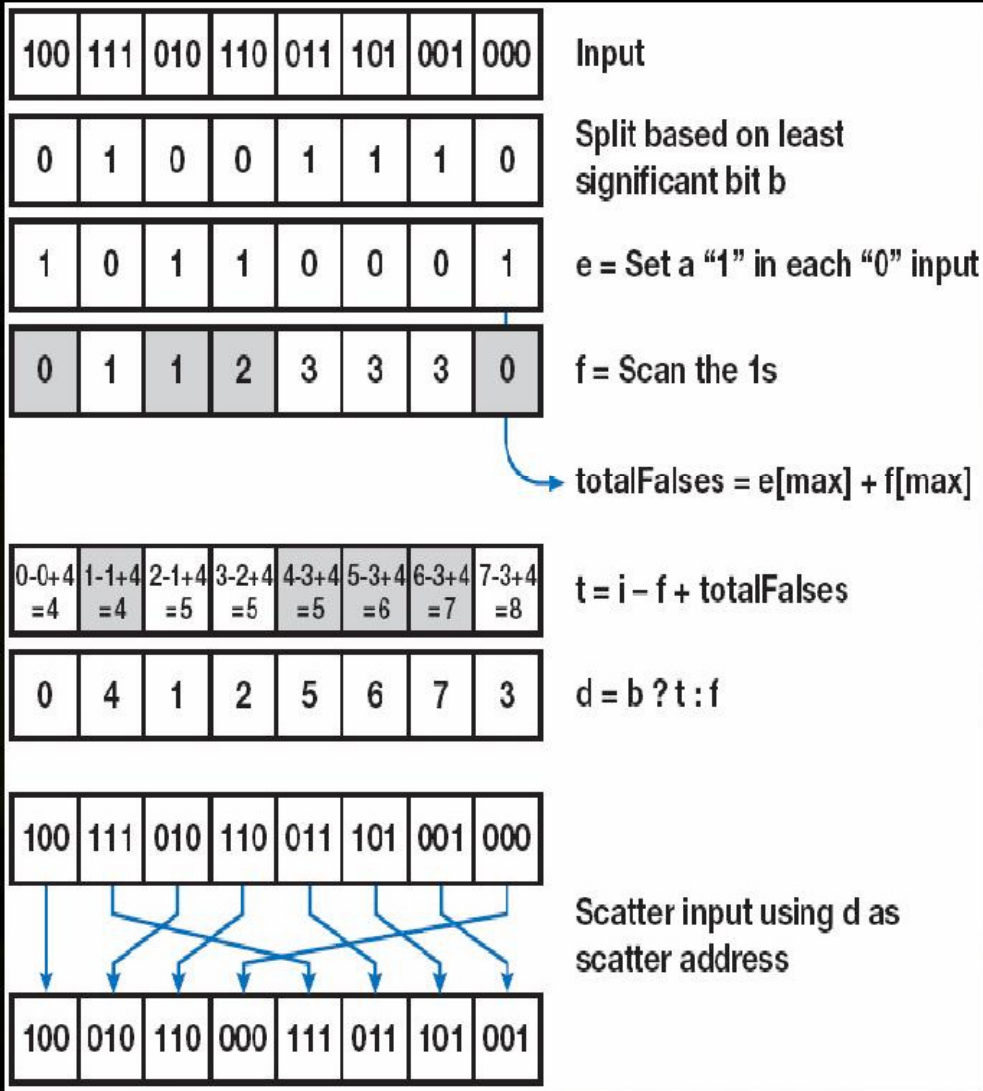 100 111 010 110 011 101 001 000 Input
0 1 0 0 1 1 1 0 Split based on least
significant bit b
1 0 1 1 0 0 0 1 e = Set a “1” in each “0” input
0 1 1 2 3 3 3 0 f = Scan the 1s
totalFalses = e[max] + f[max]
0-0+4 1-1+4 2-1+4 3-2+4 4-3+4 5-3+4 6-3+4 7-3+4 t = i – f + totalFalses
=4 =4 =5 =5 =5 =6 =7 =8
0 4 1 2 5 6 7 3 d = b ? t : f
100 111 010 110 011 101 001 000
Scatter input using d as
scatter address
100 010 110 000 111 011 101 001